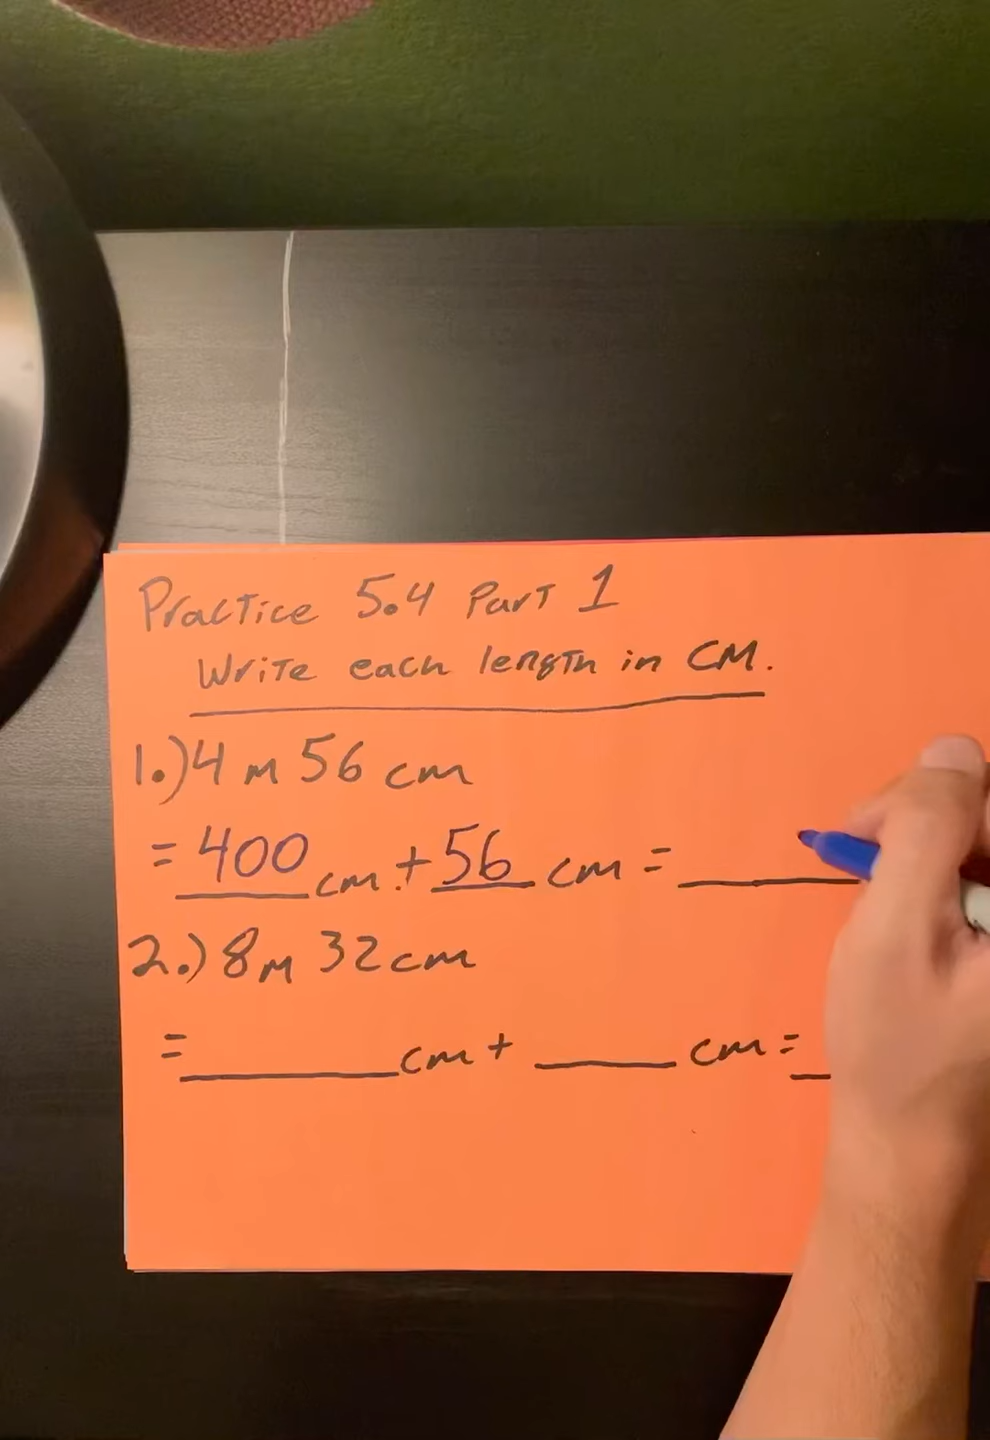 Practice 5.4 Part 1
Write each length in CM.
1.) 4 m 56 cm
= 400 cm + 56 cm = ____
2.) 8 m 32 cm
= ____ cm + ____ cm = __